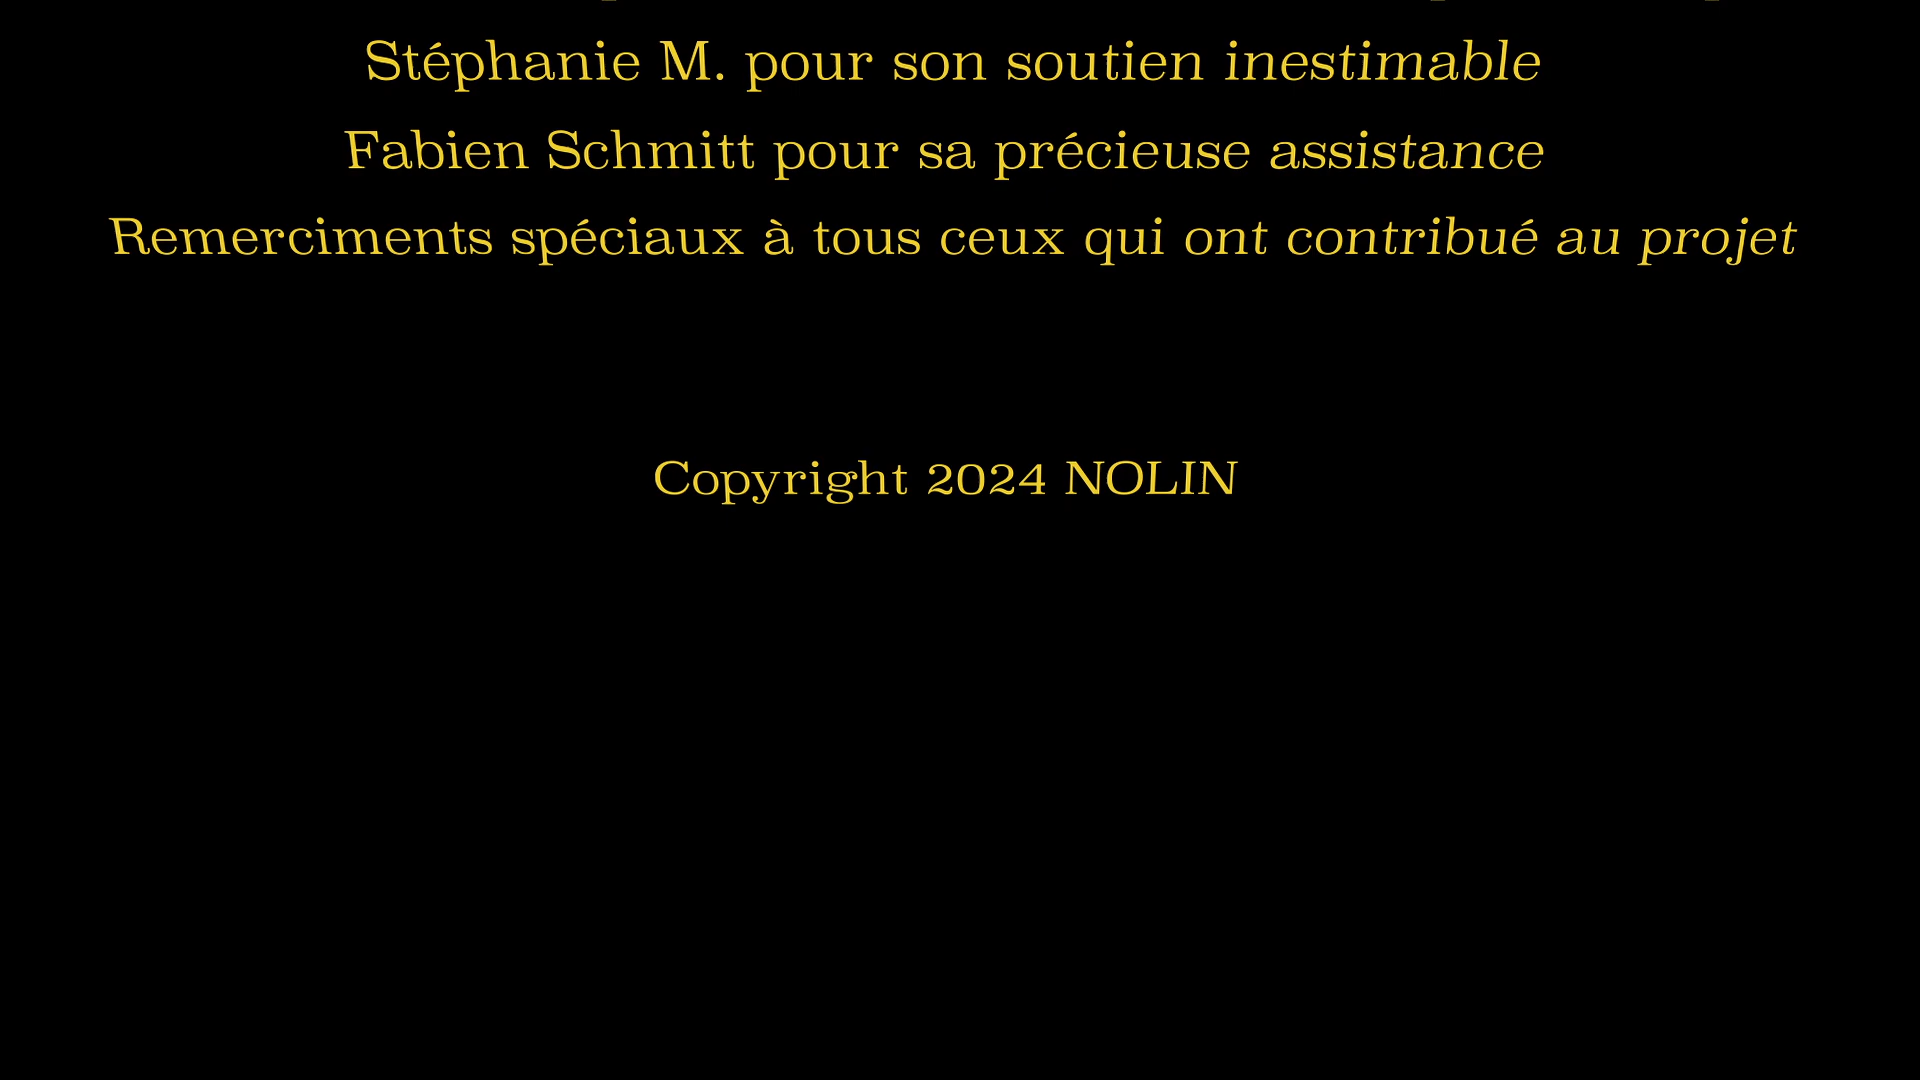 Stéphanie M. pour son soutien inestimable
Fabien Schmitt pour sa précieuse assistance
Remerciments spéciaux à tous ceux qui ont contribué au projet
Copyright 2024 NOLIN